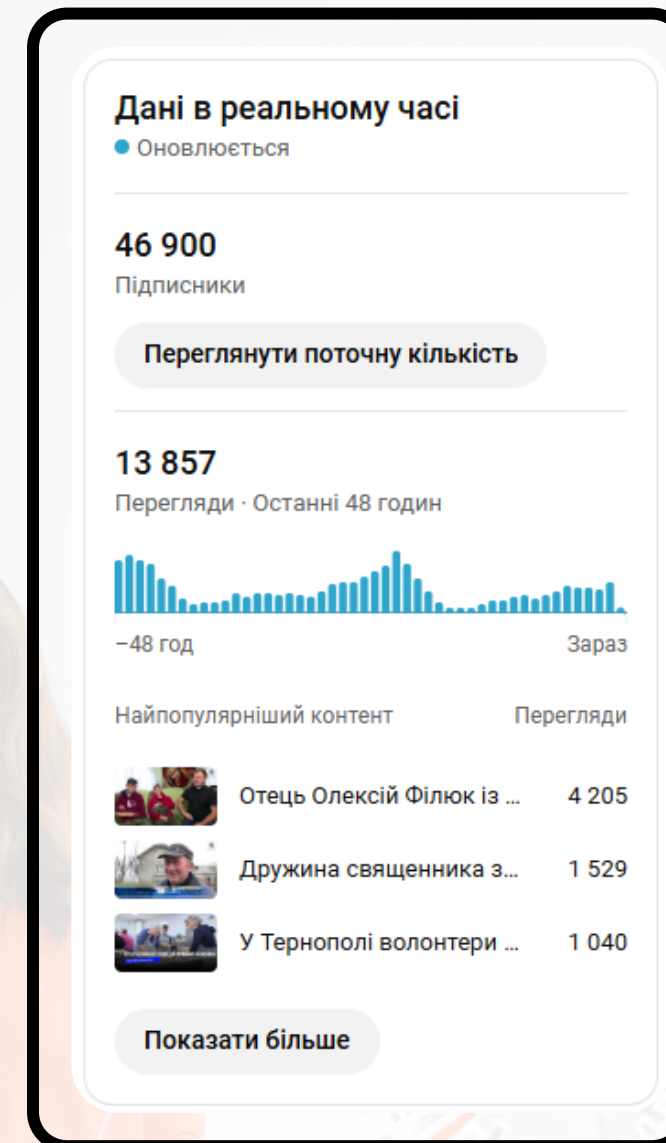 Дані в реальному часі
Оновлюється
46 900
Підписники
Переглянути поточну кількість
13 857
Перегляди · Останні 48 годин
−48 год
Зараз
Найпопулярніший контент
Перегляди
Отець Олексій Філюк із ...
4 205
Дружина священника з...
1 529
У Тернополі волонтери ...
1 040
Показати більше